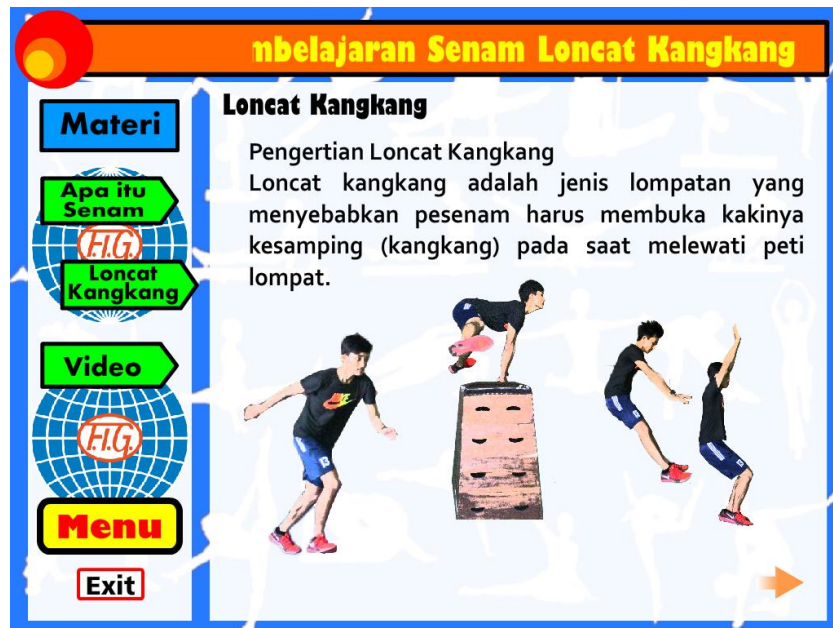 mbelajaran Senam Loncat Kangkang
Materi
Apa itu
Senam
F.I.G.
Loncat
Kangkang
Video
F.I.G.
Menu
Exit
Loncat Kangkang
Pengertian Loncat Kangkang
Loncat kangkang adalah jenis lompatan yang
menyebabkan pesenam harus membuka kakinya
kesamping (kangkang) pada saat melewati peti
lompat.